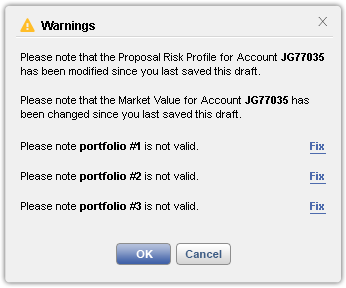 Warnings
Please note that the Proposal Risk Profile for Account JG77035
has been modified since you last saved this draft.
Please note that the Market Value for Account JG77035 has
been changed since you last saved this draft.
Please note portfolio #1 is not valid. Fix
Please note portfolio #2 is not valid. Fix
Please note portfolio #3 is not valid. Fix
OK Cancel